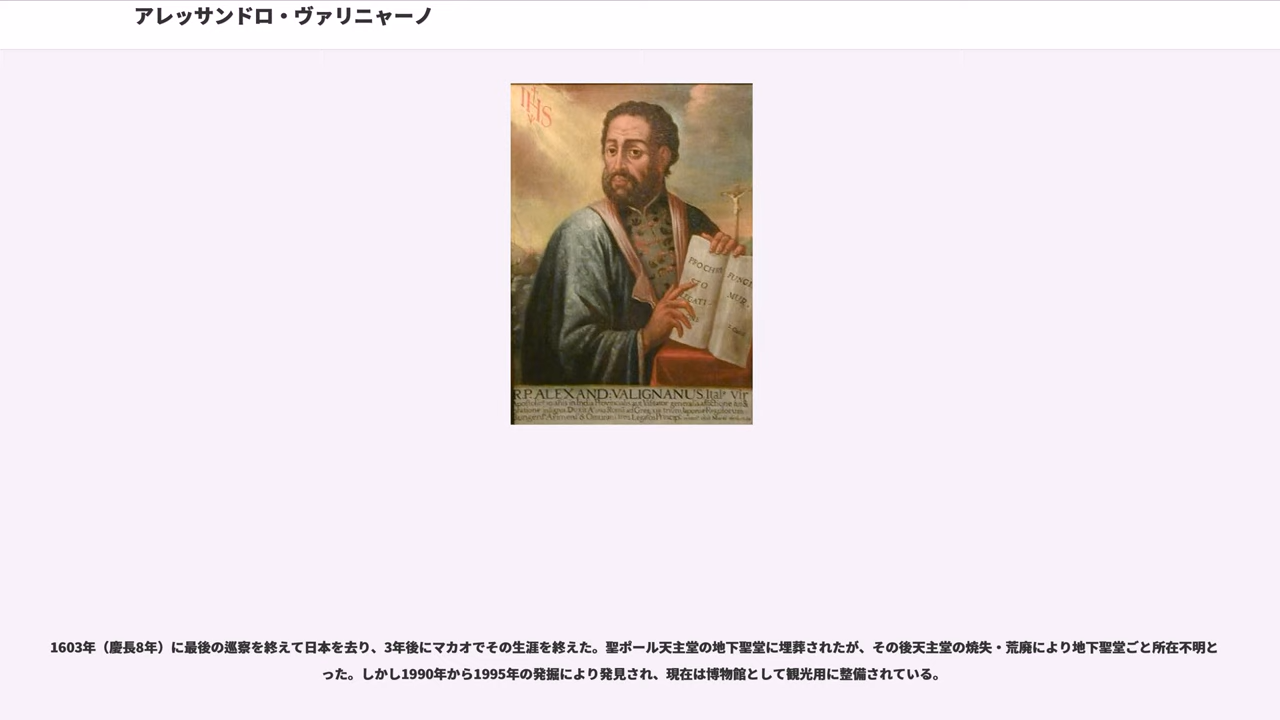 アレッサンドロ・ヴァリニャーノ
IHS
PROCHRI
STO
FUNGI
MUR.
R.P. ALEXAND: VALIGNANUS Ital⁹ Vir
1603年（慶長8年）に最後の巡察を終えて日本を去り、3年後にマカオでその生涯を終えた。聖ポール天主堂の地下聖堂に埋葬されたが、その後天主堂の焼失・荒廃により地下聖堂ごと所在不明と
った。しかし1990年から1995年の発掘により発見され、現在は博物館として観光用に整備されている。